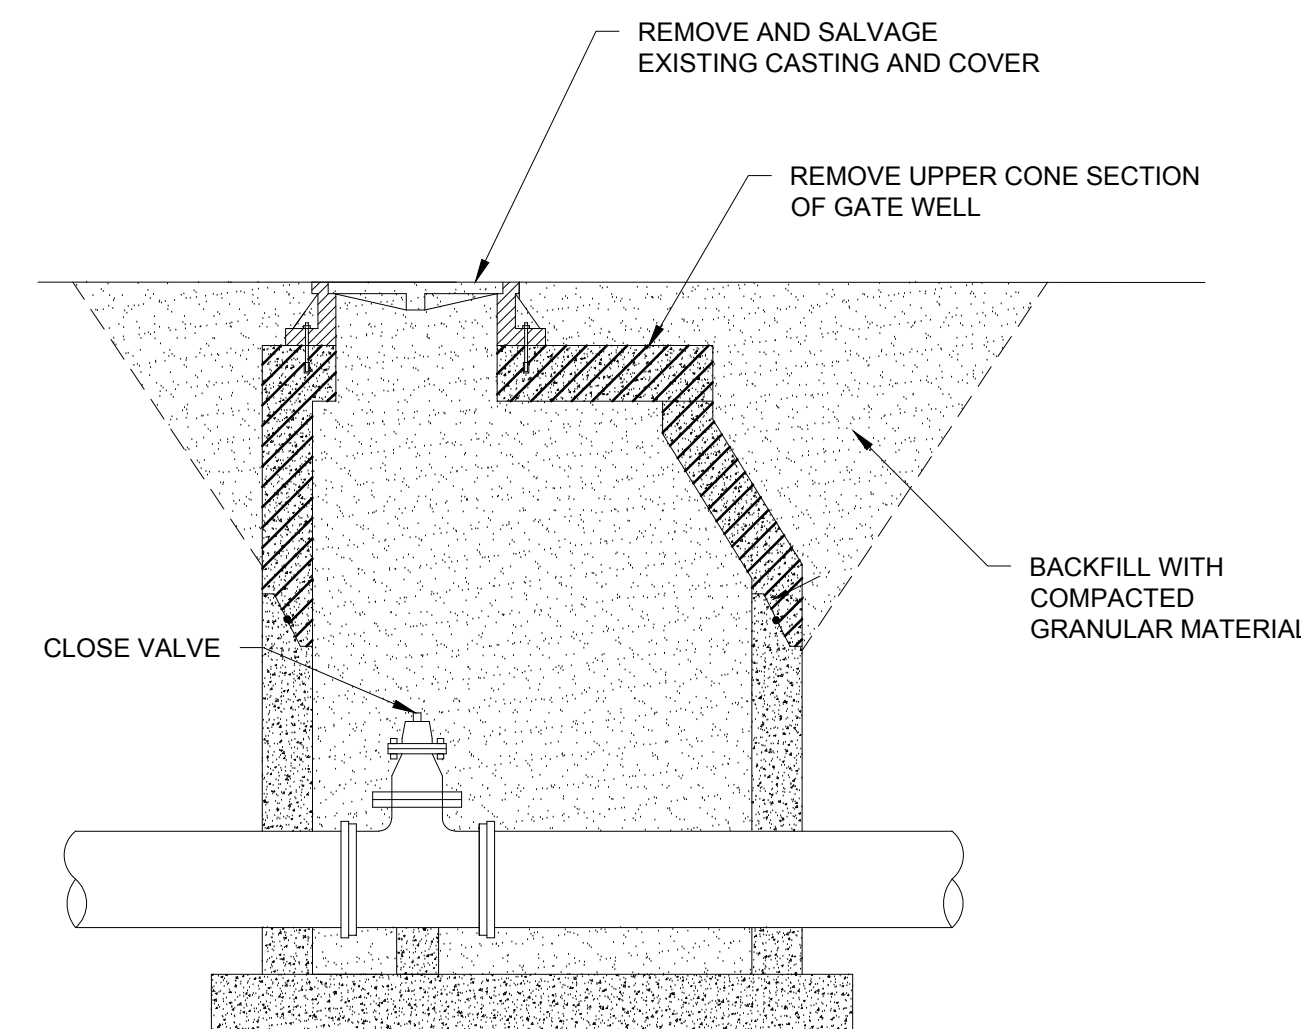 REMOVE AND SALVAGE
EXISTING CASTING AND COVER
REMOVE UPPER CONE SECTION
OF GATE WELL
BACKFILL WITH
COMPACTED
GRANULAR MATERIAL
CLOSE VALVE